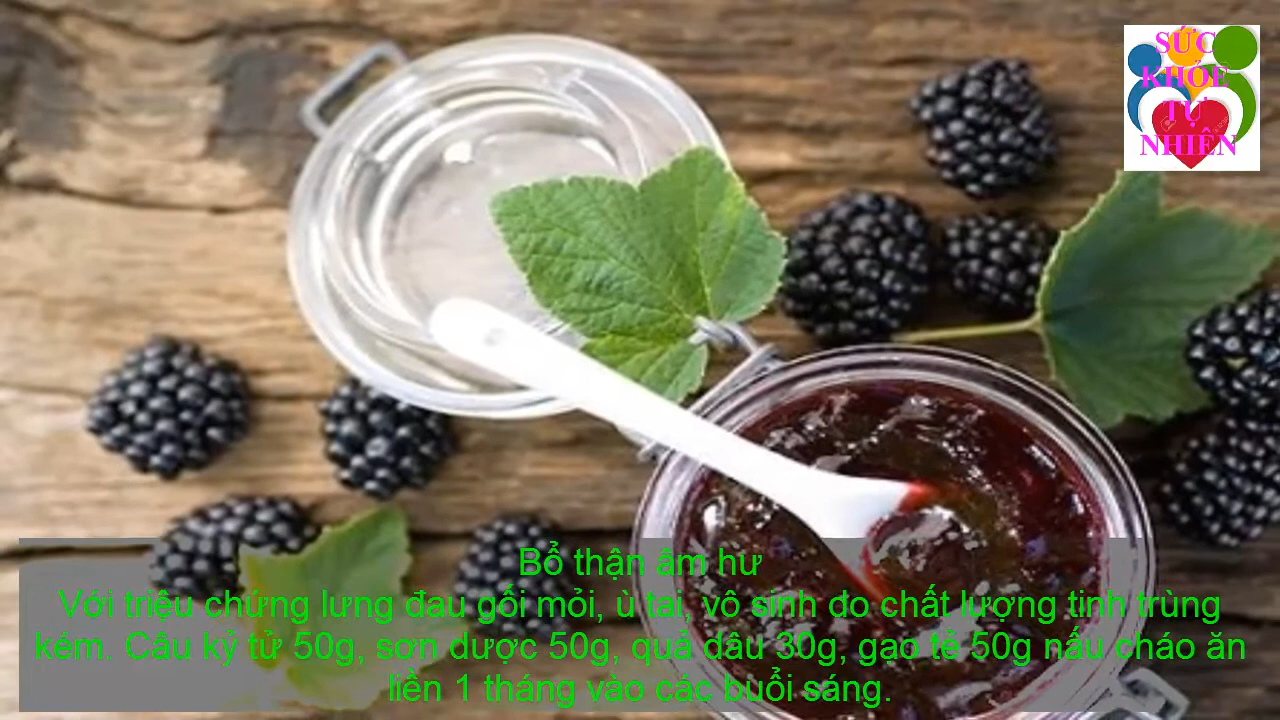 SỨC
KHỎE
TỰ
NHIÊN
Bổ thận âm hư
Với triệu chứng lưng đau gối mỏi, ù tai, vô sinh do chất lượng tinh trùng
kém. Câu kỷ tử 50g, sơn dược 50g, quả dâu 30g, gạo tẻ 50g nấu cháo ăn
liền 1 tháng vào các buổi sáng.